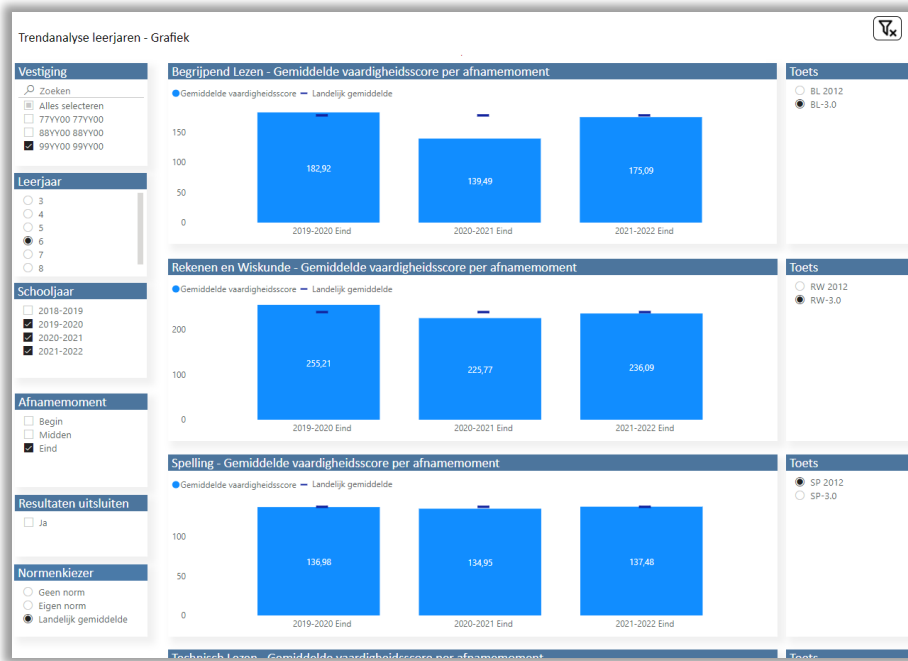 Trendanalyse leerjaren - Grafiek
Vestiging
Zoeken
Alles selecteren
77YY00 77YY00
88YY00 88YY00
99YY00 99YY00
Leerjaar
3
4
5
6
7
8
Schooljaar
2018-2019
2019-2020
2020-2021
2021-2022
Afnamemoment
Begin
Midden
Eind
Resultaten uitsluiten
Ja
Normenkiezer
Geen norm
Eigen norm
Landelijk gemiddelde
Begrijpend Lezen - Gemiddelde vaardigheidsscore per afnamemoment
Gemiddelde vaardigheidsscore Landelijk gemiddelde
150
100
50
0
182,92
139,49
175,09
2019-2020 Eind 2020-2021 Eind 2021-2022 Eind
Toets
BL 2012
BL-3.0
Rekenen en Wiskunde - Gemiddelde vaardigheidsscore per afnamemoment
Gemiddelde vaardigheidsscore Landelijk gemiddelde
200
100
0
255,21
225,77
236,09
2019-2020 Eind 2020-2021 Eind 2021-2022 Eind
Toets
RW 2012
RW-3.0
Spelling - Gemiddelde vaardigheidsscore per afnamemoment
Gemiddelde vaardigheidsscore Landelijk gemiddelde
100
50
0
136,98
134,95
137,48
2019-2020 Eind 2020-2021 Eind 2021-2022 Eind
Toets
SP 2012
SP-3.0
Technisch Lezen - Gemiddelde vaardigheidsscore per afnamemoment
Toets